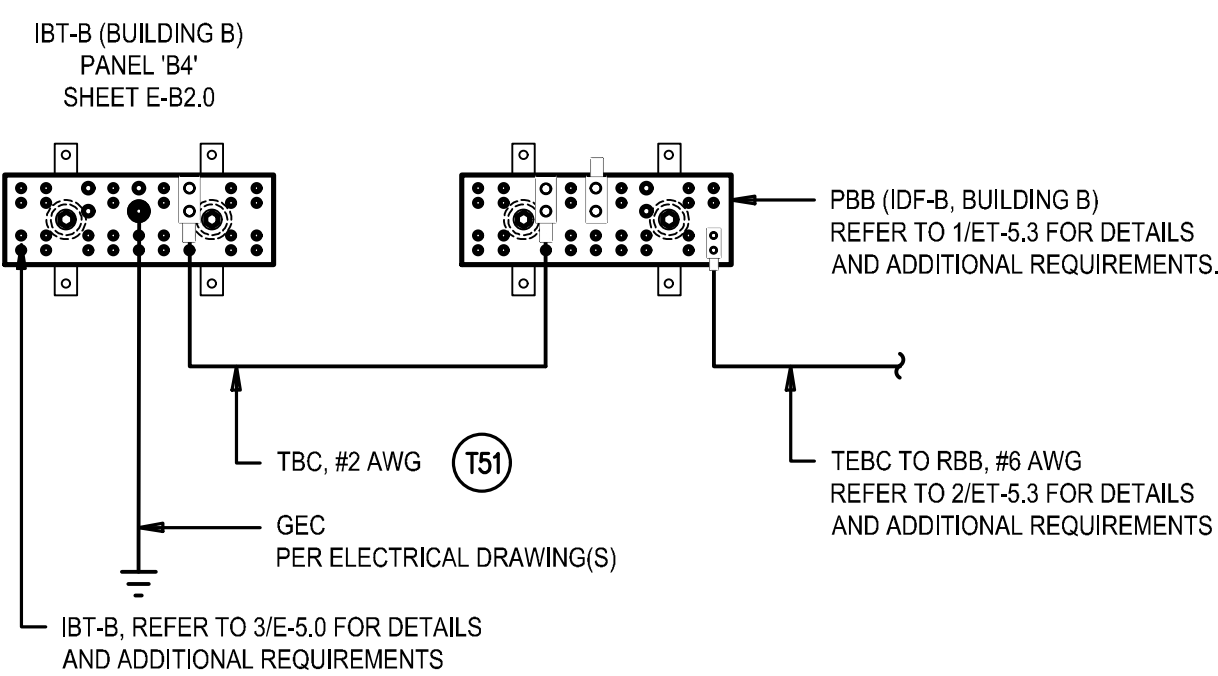 IBT-B (BUILDING B)
PANEL 'B4'
SHEET E-B2.0
PBB (IDF-B, BUILDING B)
REFER TO 1/ET-5.3 FOR DETAILS
AND ADDITIONAL REQUIREMENTS.
TBC, #2 AWG
T51
TEBC TO RBB, #6 AWG
REFER TO 2/ET-5.3 FOR DETAILS
AND ADDITIONAL REQUIREMENTS
GEC
PER ELECTRICAL DRAWING(S)
IBT-B, REFER TO 3/E-5.0 FOR DETAILS
AND ADDITIONAL REQUIREMENTS